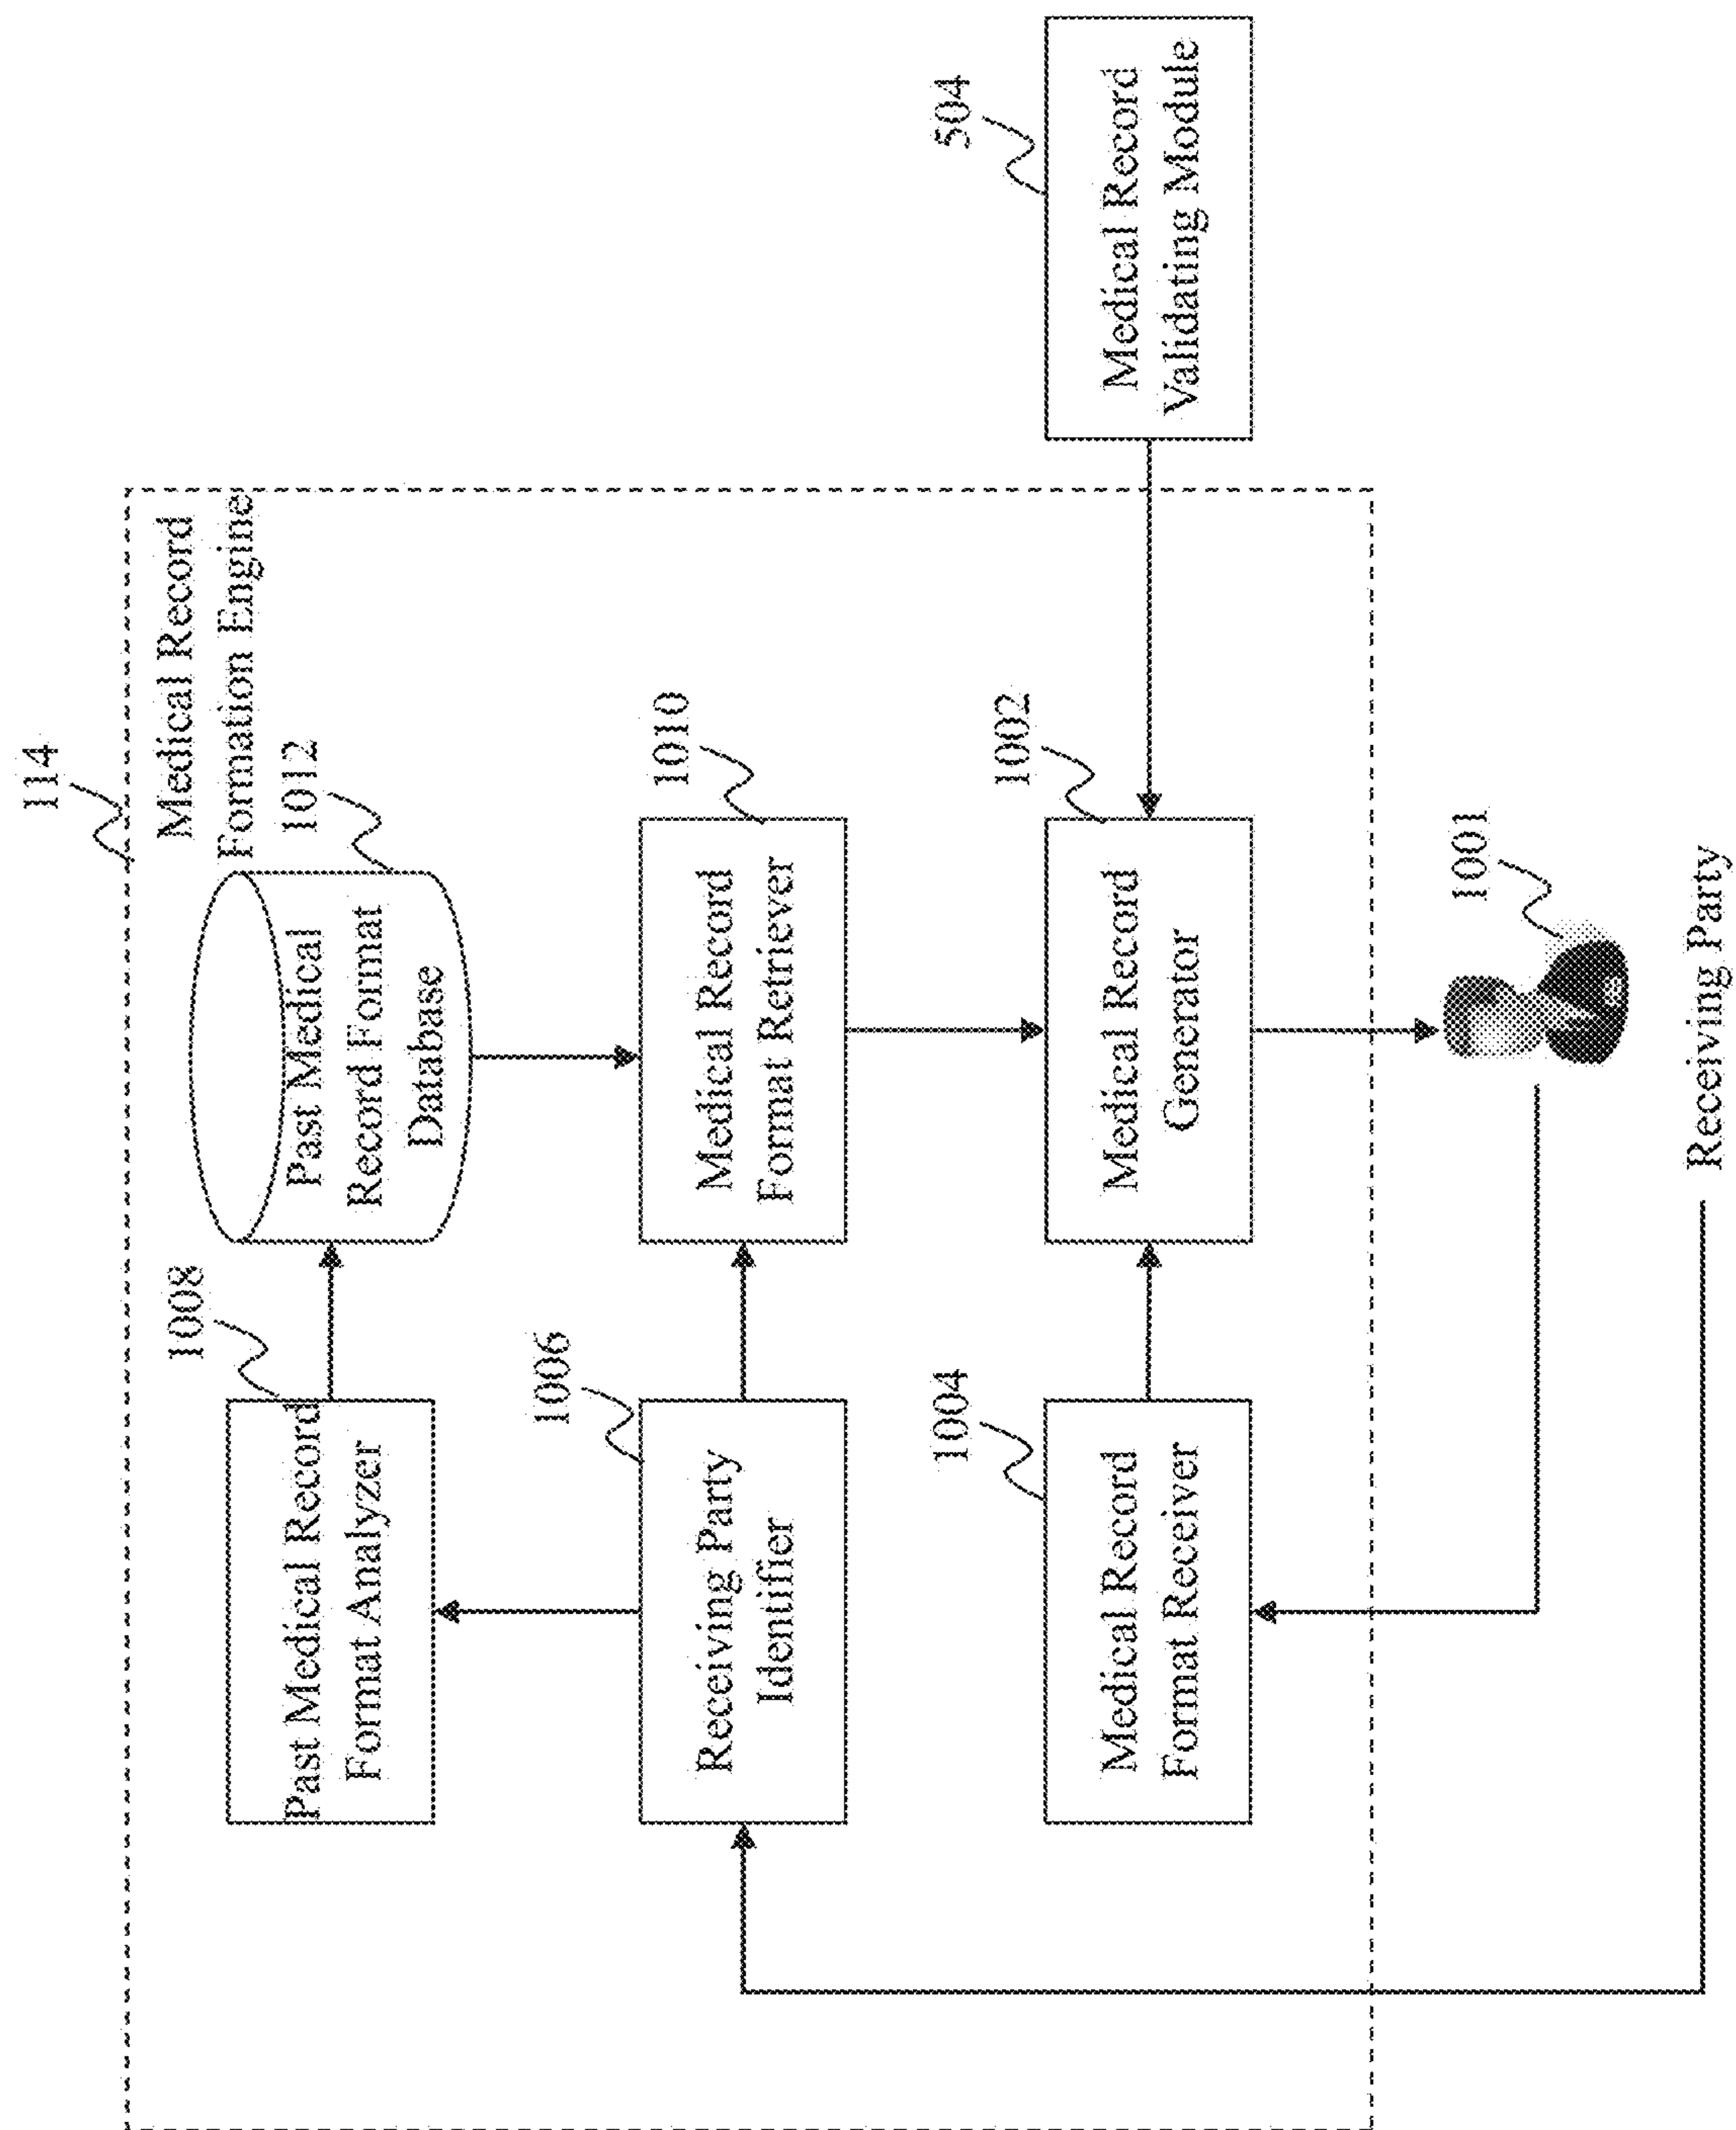 114
Medical Record
Formation Engine
1008
Past Medical Record
Format Analyzer
1012
Past Medical
Record Format
Database
1006
Receiving Party
Identifier
1010
Medical Record
Format Retriever
1004
Medical Record
Format Receiver
1002
Medical Record
Generator
504
Medical Record
Validating Module
1001
Receiving Party